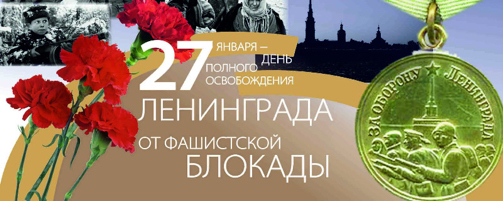 27 ЯНВАРЯ –
ДЕНЬ
ПОЛНОГО
ОСВОБОЖДЕНИЯ
ЛЕНИНГРАДА
ОТ ФАШИСТСКОЙ
БЛОКАДЫ
ЗА ОБОРОНУ ЛЕНИНГРАДА